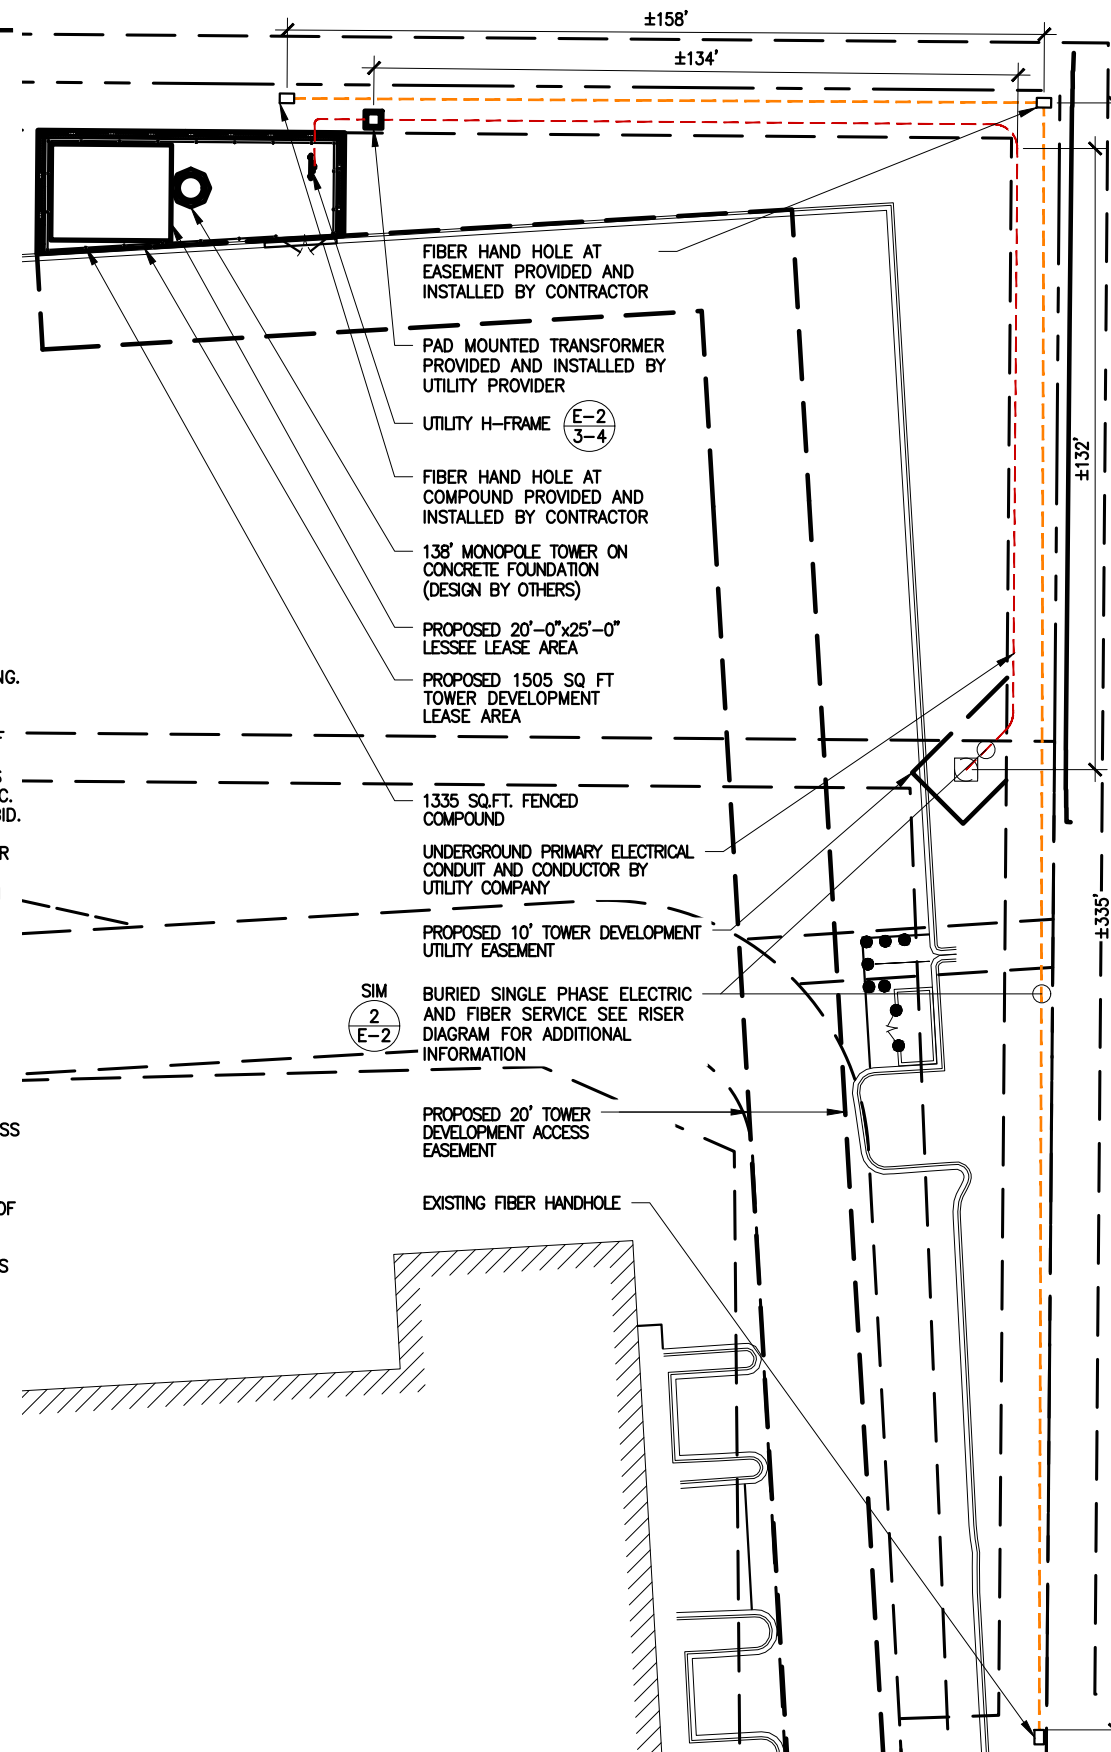 ±158'
±134'
FIBER HAND HOLE AT
EASEMENT PROVIDED AND
INSTALLED BY CONTRACTOR
PAD MOUNTED TRANSFORMER
PROVIDED AND INSTALLED BY
UTILITY PROVIDER
UTILITY H-FRAME
E-2
3-4
±132'
FIBER HAND HOLE AT
COMPOUND PROVIDED AND
INSTALLED BY CONTRACTOR
138' MONOPOLE TOWER ON
CONCRETE FOUNDATION
(DESIGN BY OTHERS)
PROPOSED 20'-0"x25'-0"
LESSEE LEASE AREA
NG.
PROPOSED 1505 SQ FT
TOWER DEVELOPMENT
LEASE AREA
S
C.
BID.
R
1335 SQ.FT. FENCED
COMPOUND
UNDERGROUND PRIMARY ELECTRICAL
CONDUIT AND CONDUCTOR BY
UTILITY COMPANY
±335'
PROPOSED 10' TOWER DEVELOPMENT
UTILITY EASEMENT
SIM
2
E-2
BURIED SINGLE PHASE ELECTRIC
AND FIBER SERVICE SEE RISER
DIAGRAM FOR ADDITIONAL
INFORMATION
SS
PROPOSED 20' TOWER
DEVELOPMENT ACCESS
EASEMENT
OF
EXISTING FIBER HANDHOLE
S